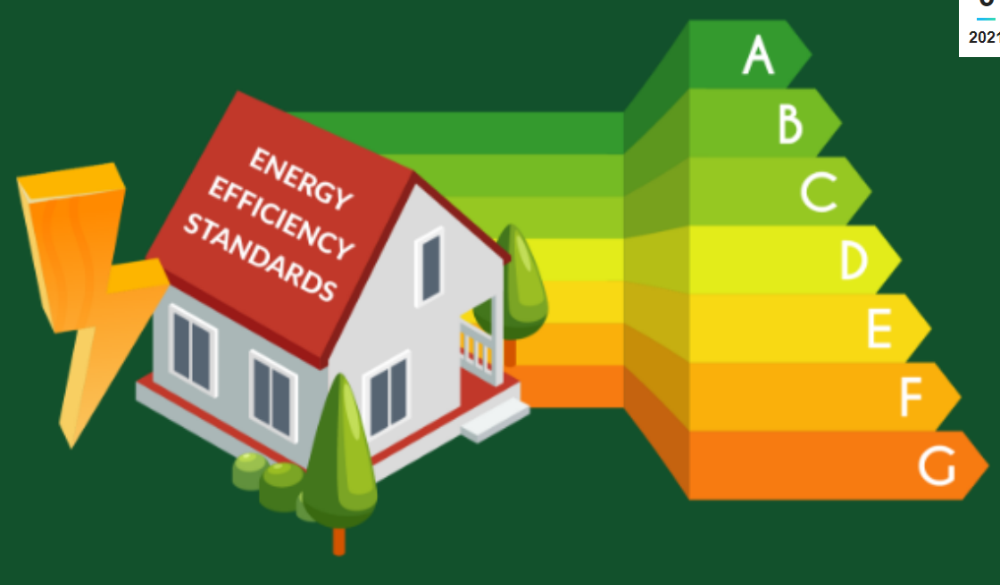 2021
A
B
C
D
E
F
G
ENERGY
EFFICIENCY
STANDARDS